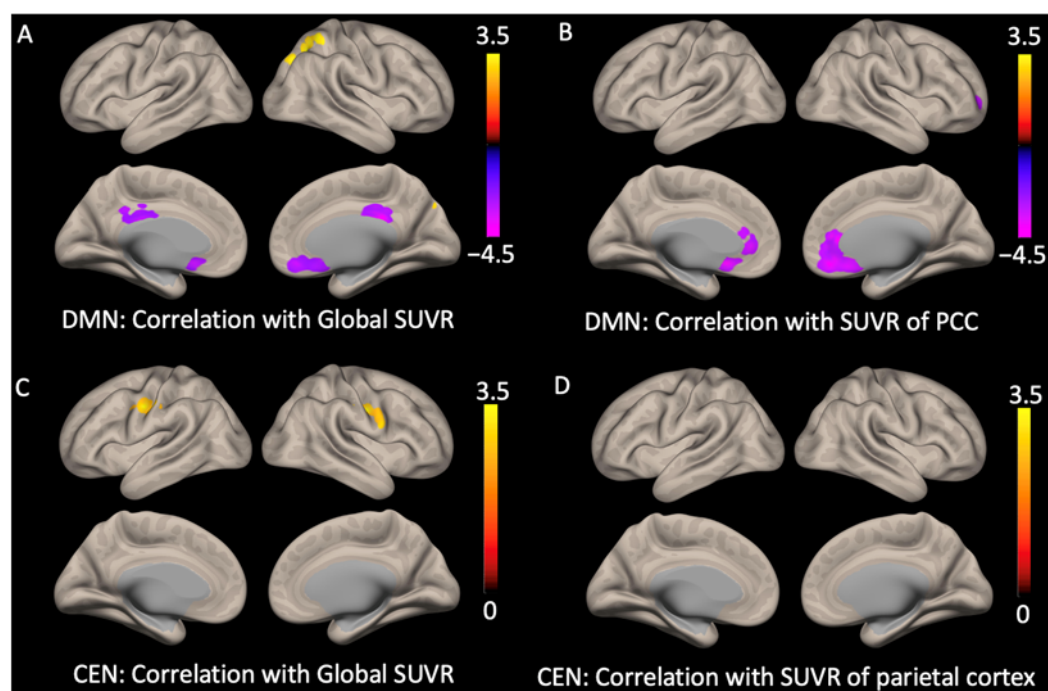 A
3.5
−4.5
DMN: Correlation with Global SUVR
B
3.5
−4.5
DMN: Correlation with SUVR of PCC
C
3.5
0
CEN: Correlation with Global SUVR
D
3.5
0
CEN: Correlation with SUVR of parietal cortex